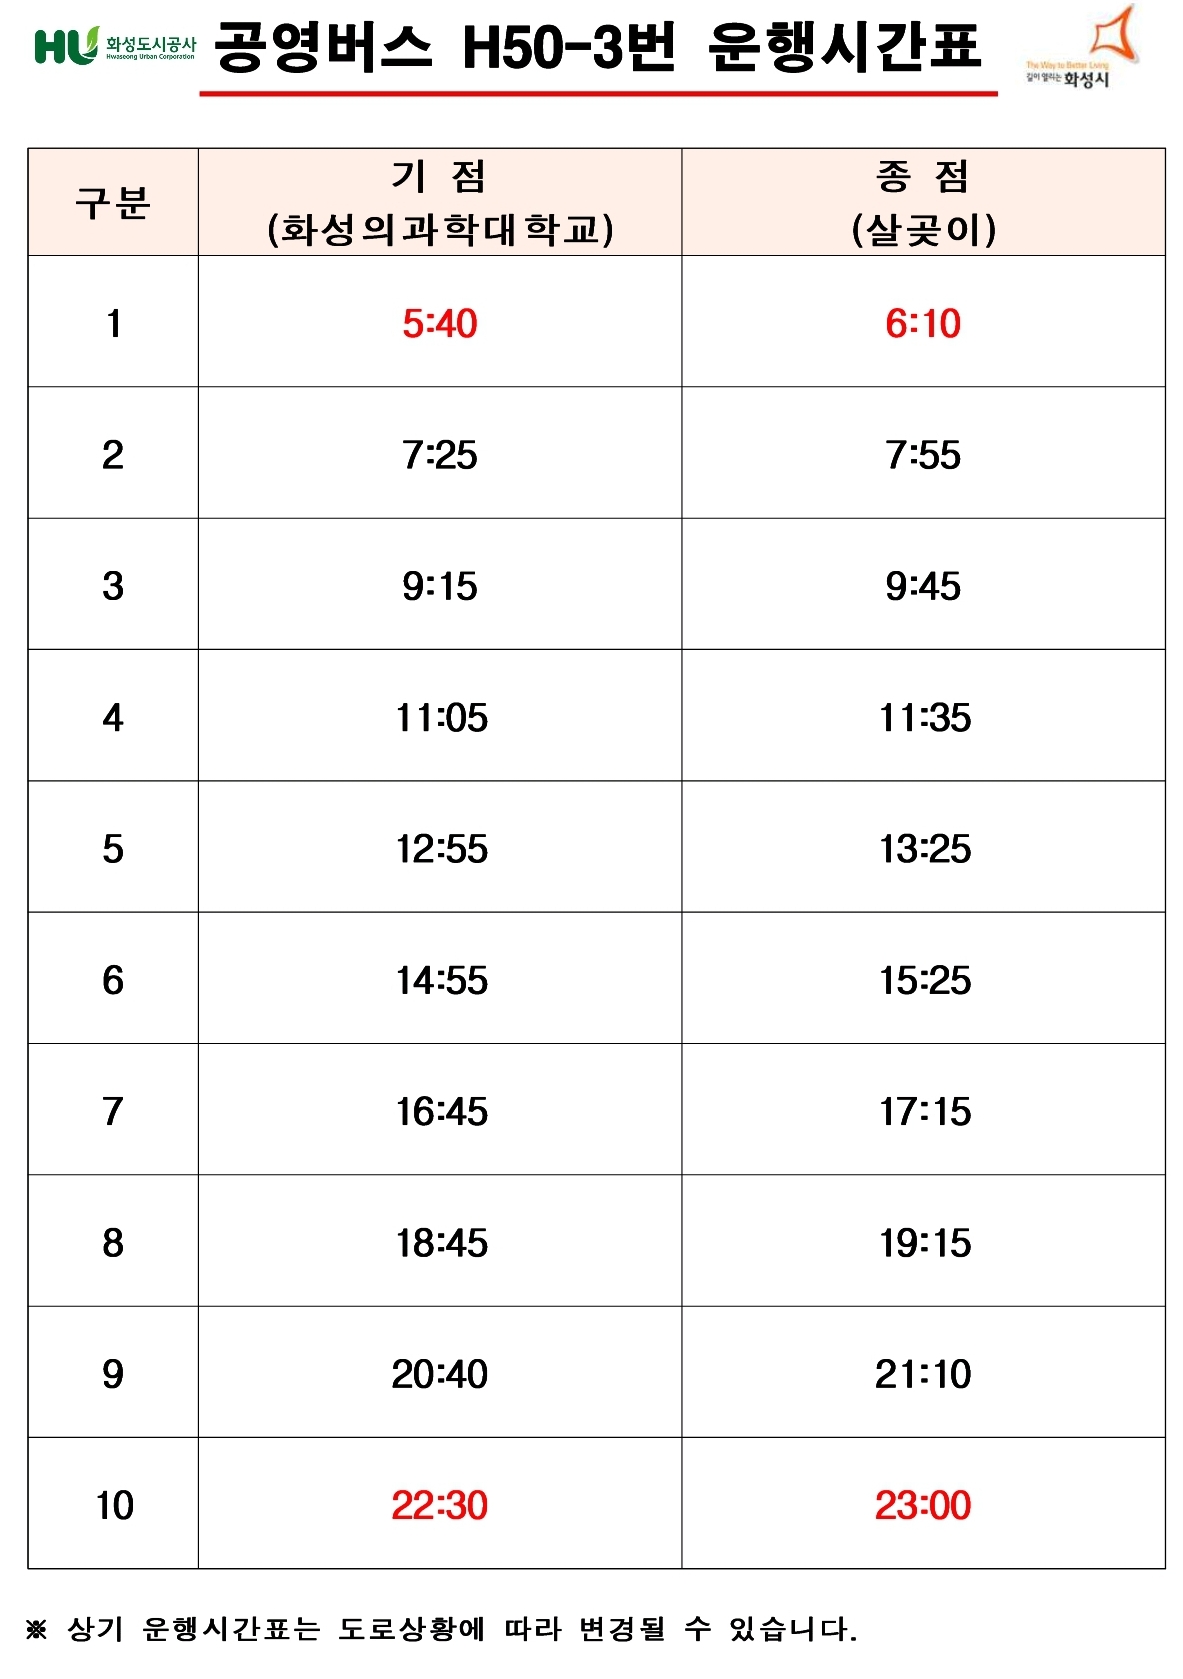 HU 화성도시공사
Hwaseong Urban Corporation
공영버스 H50-3번 운행시간표
The Way to Better Living
길이 열리는 화성시
구분 기 점 종 점
(화성의과학대학교) (살곶이)
1 5:40 6:10
2 7:25 7:55
3 9:15 9:45
4 11:05 11:35
5 12:55 13:25
6 14:55 15:25
7 16:45 17:15
8 18:45 19:15
9 20:40 21:10
10 22:30 23:00
※ 상기 운행시간표는 도로상황에 따라 변경될 수 있습니다.